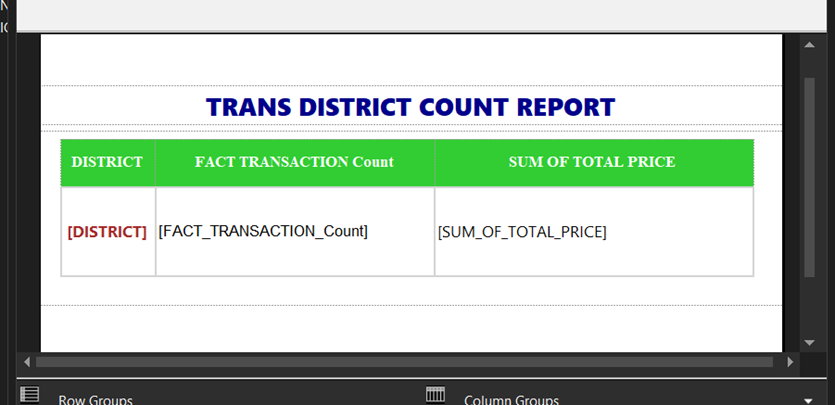 TRANS DISTRICT COUNT REPORT
DISTRICT FACT TRANSACTION Count SUM OF TOTAL PRICE
[DISTRICT] [FACT_TRANSACTION_Count] [SUM_OF_TOTAL_PRICE]
Row Groups Column Groups